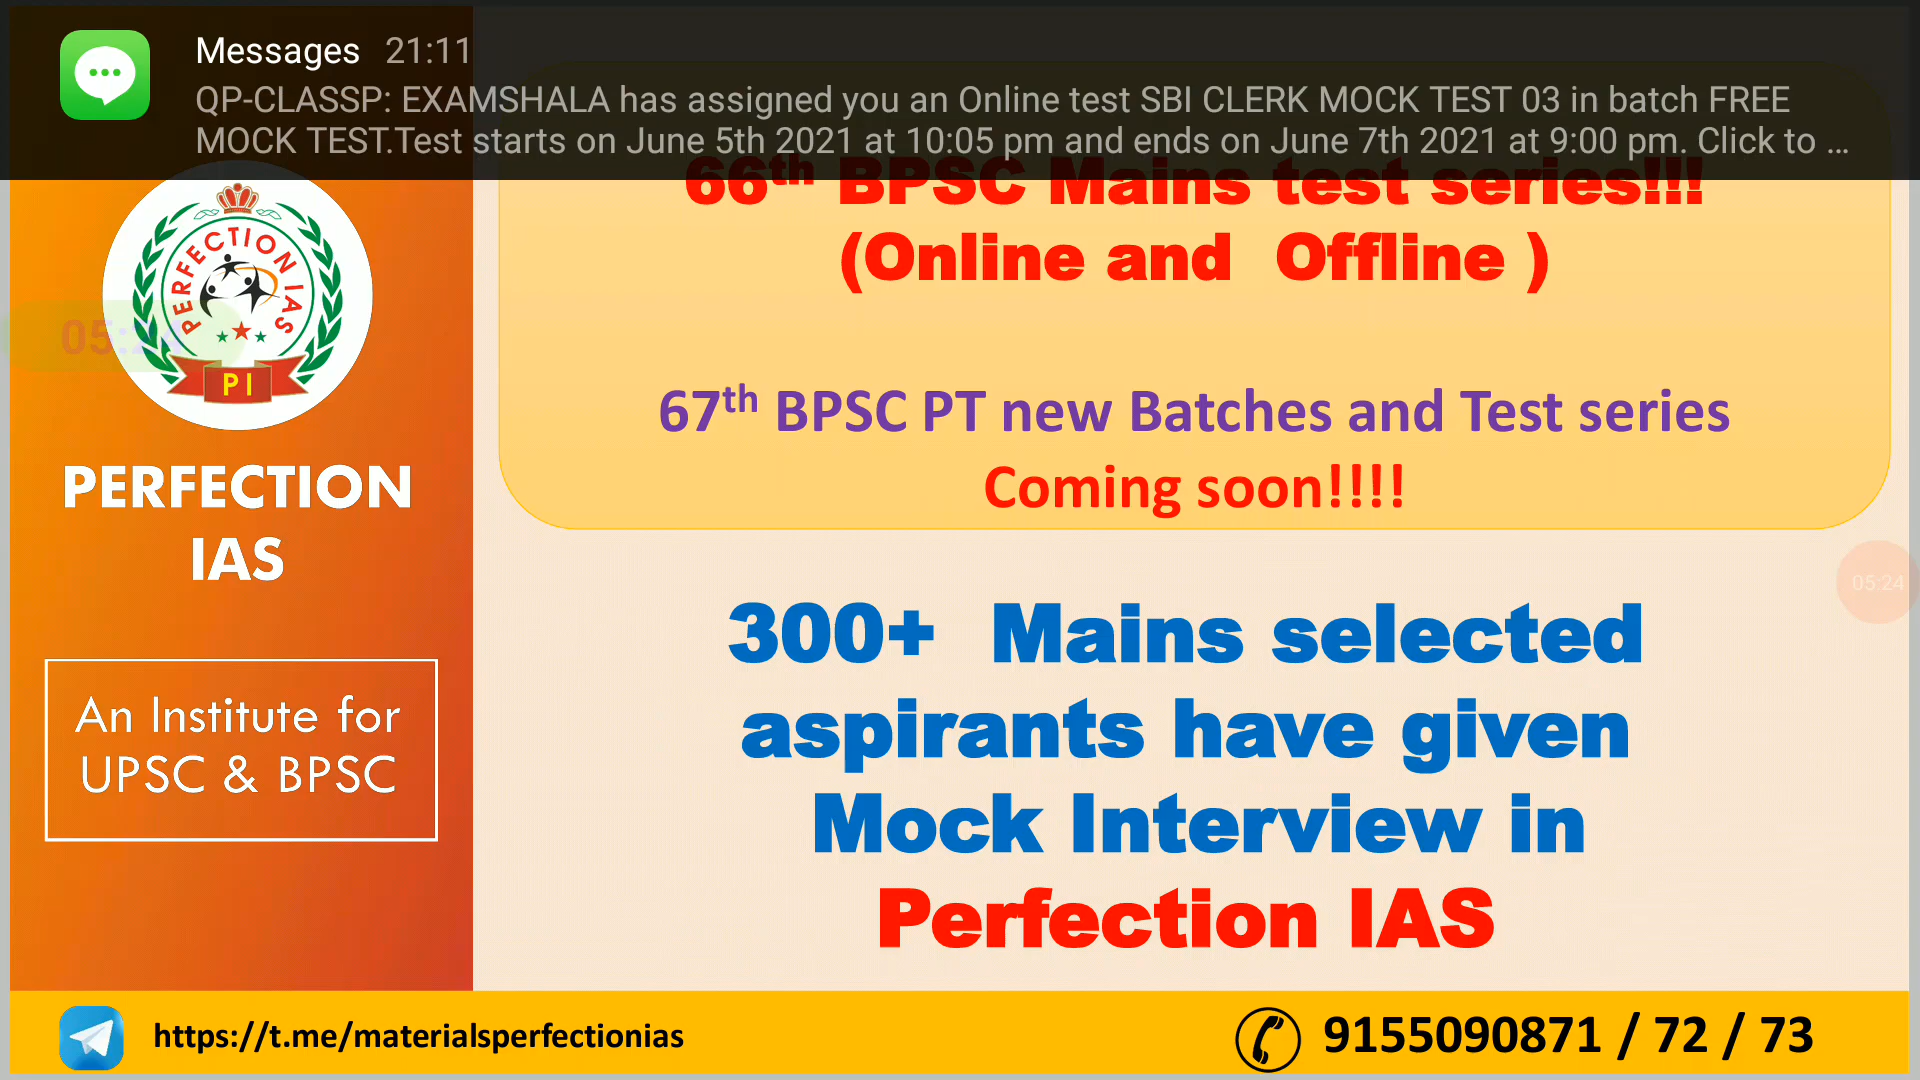 Messages 21:11
QP-CLASSP: EXAMSHALA has assigned you an Online test SBI CLERK MOCK TEST 03 in batch FREE
MOCK TEST.Test starts on June 5th 2021 at 10:05 pm and ends on June 7th 2021 at 9:00 pm. Click to ...
66th BPSC Mains test series!!!
(Online and Offline )
67th BPSC PT new Batches and Test series
Coming soon!!!!
PERFECTION IAS
PI
05:24
PERFECTION
IAS
An Institute for
UPSC & BPSC
05:24
300+ Mains selected
aspirants have given
Mock Interview in
Perfection IAS
https://t.me/materialsperfectionias
9155090871 / 72 / 73